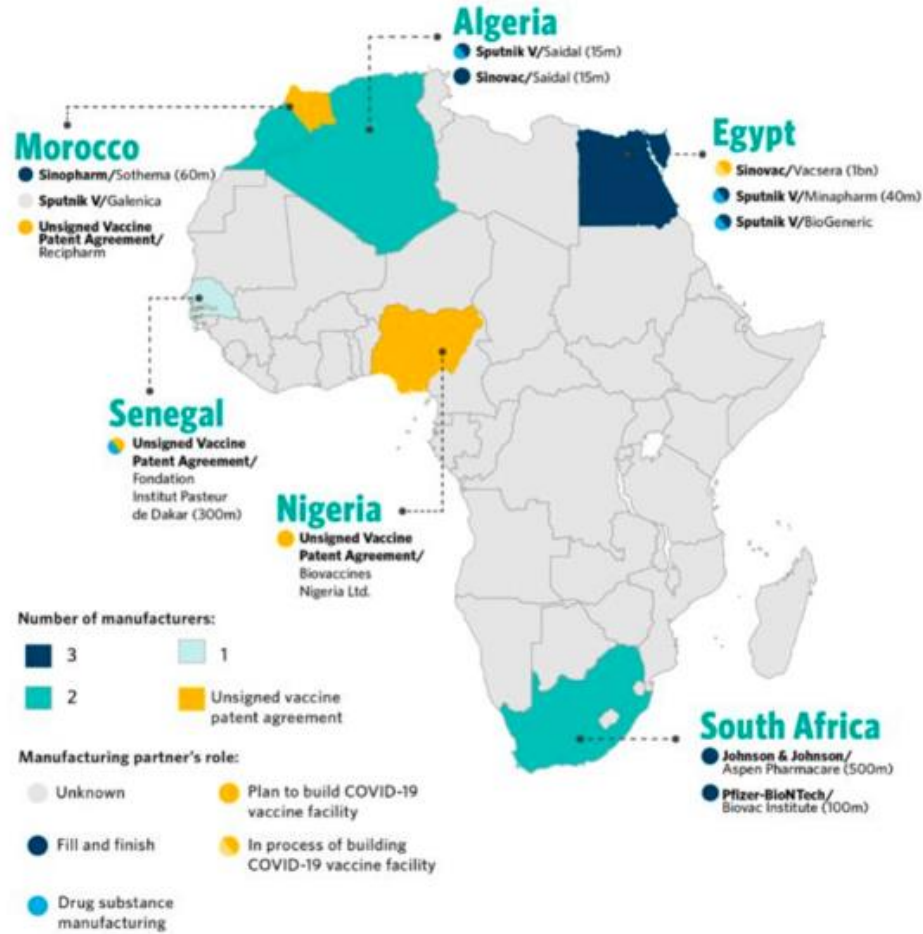 Algeria
Sputnik V/Saidal (15m)
Sinovac/Saidal (15m)
Morocco
Sinopharm/Sothema (60m)
Sputnik V/Galenica
Unsigned Vaccine
Patent Agreement/
Recipharm
Egypt
Sinovac/Vacsera (1bn)
Sputnik V/Minapharm (40m)
Sputnik V/BioGeneric
Senegal
Unsigned Vaccine
Patent Agreement/
Fondation
Institut Pasteur
de Dakar (300m)
Nigeria
Unsigned Vaccine
Patent Agreement/
Biovaccines
Nigeria Ltd.
South Africa
Johnson & Johnson/
Aspen Pharmacare (500m)
Pfizer-BioNTech/
Biovac Institute (100m)
Number of manufacturers:
3
1
2
Unsigned vaccine
patent agreement
Manufacturing partner's role:
Unknown
Plan to build COVID-19
vaccine facility
Fill and finish
In process of building
COVID-19 vaccine facility
Drug substance
manufacturing